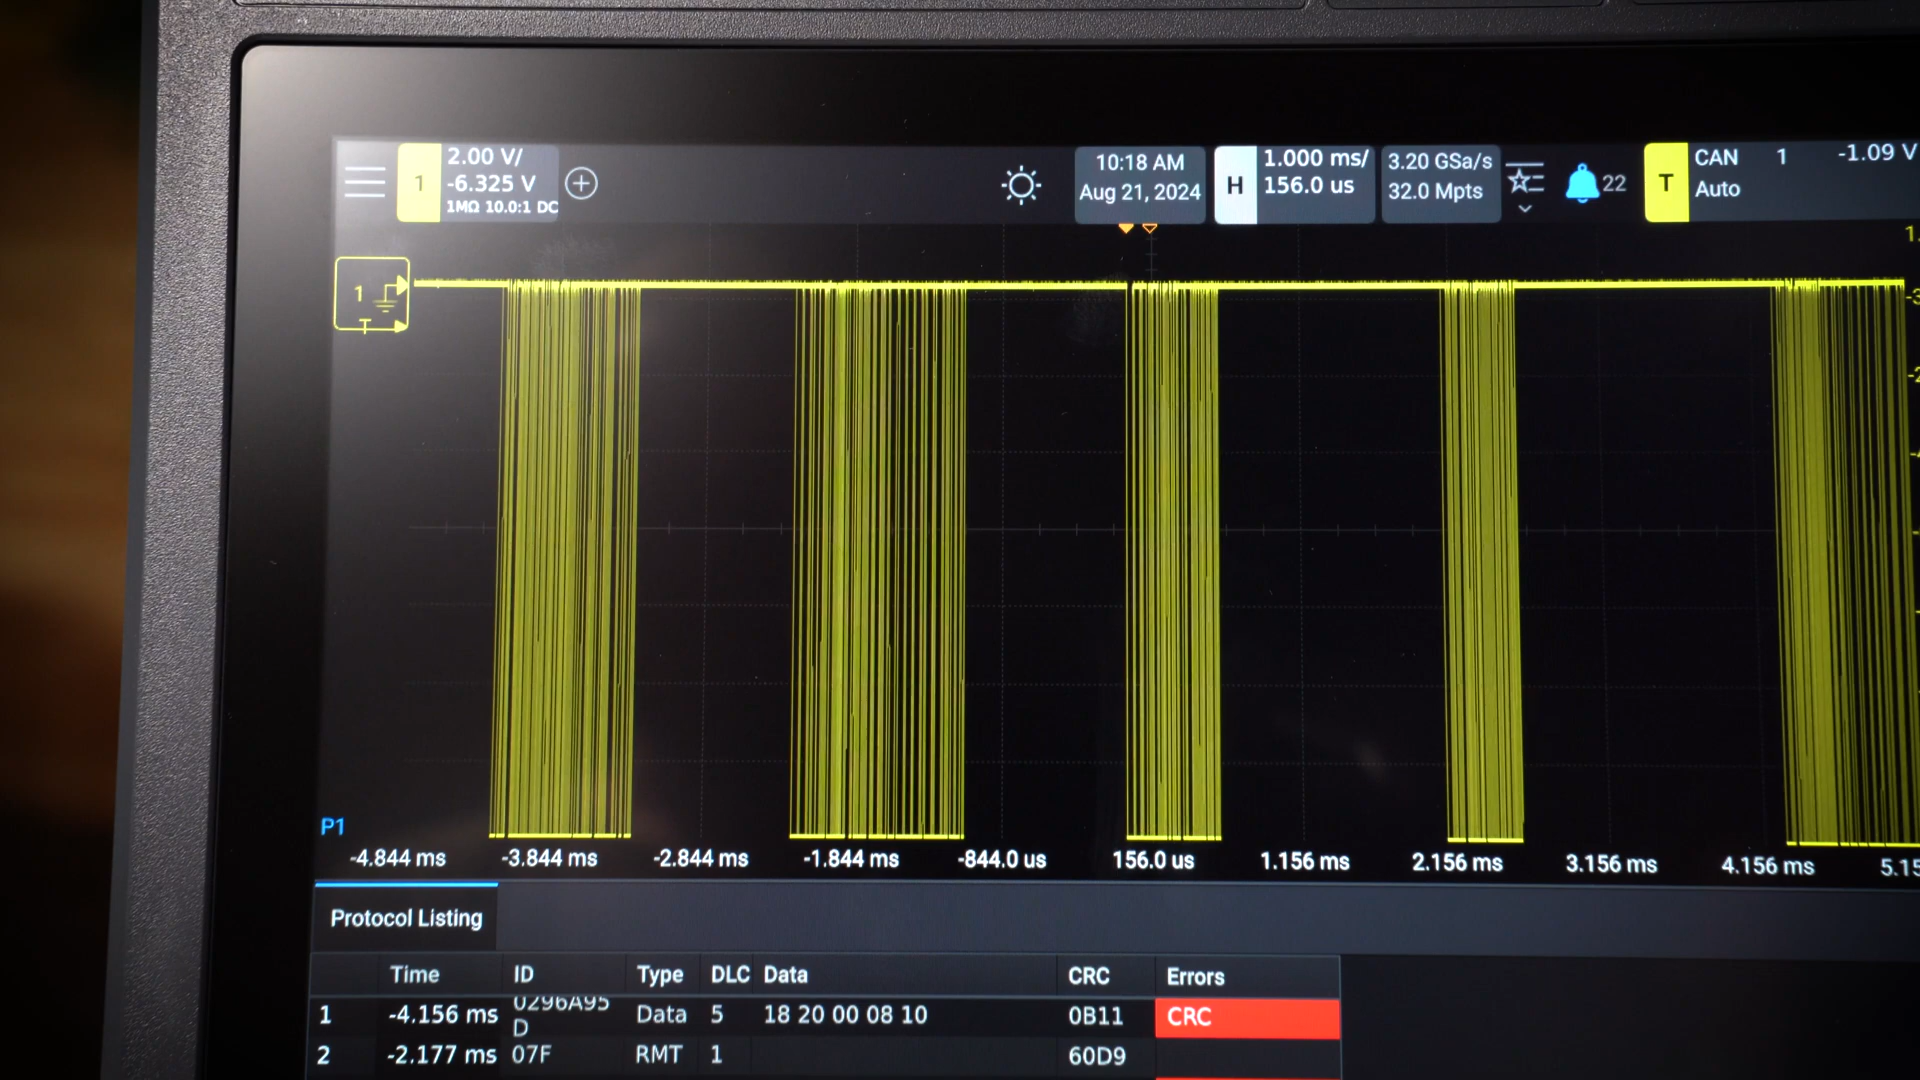 1
2.00 V/
-6.325 V
1MΩ 10.0:1 DC
10:18 AM
Aug 21, 2024
H
1.000 ms/
156.0 us
3.20 GSa/s
32.0 Mpts
22
T
CAN 1 -1.09 V
Auto
1
T
P1
-4.844 ms -3.844 ms -2.844 ms -1.844 ms -844.0 us 156.0 us 1.156 ms 2.156 ms 3.156 ms 4.156 ms 5.15
Protocol Listing
Time ID Type DLC Data CRC Errors
1 -4.156 ms 0296A95D Data 5 18 20 00 08 10 0B11 CRC
2 -2.177 ms 07F RMT 1 60D9